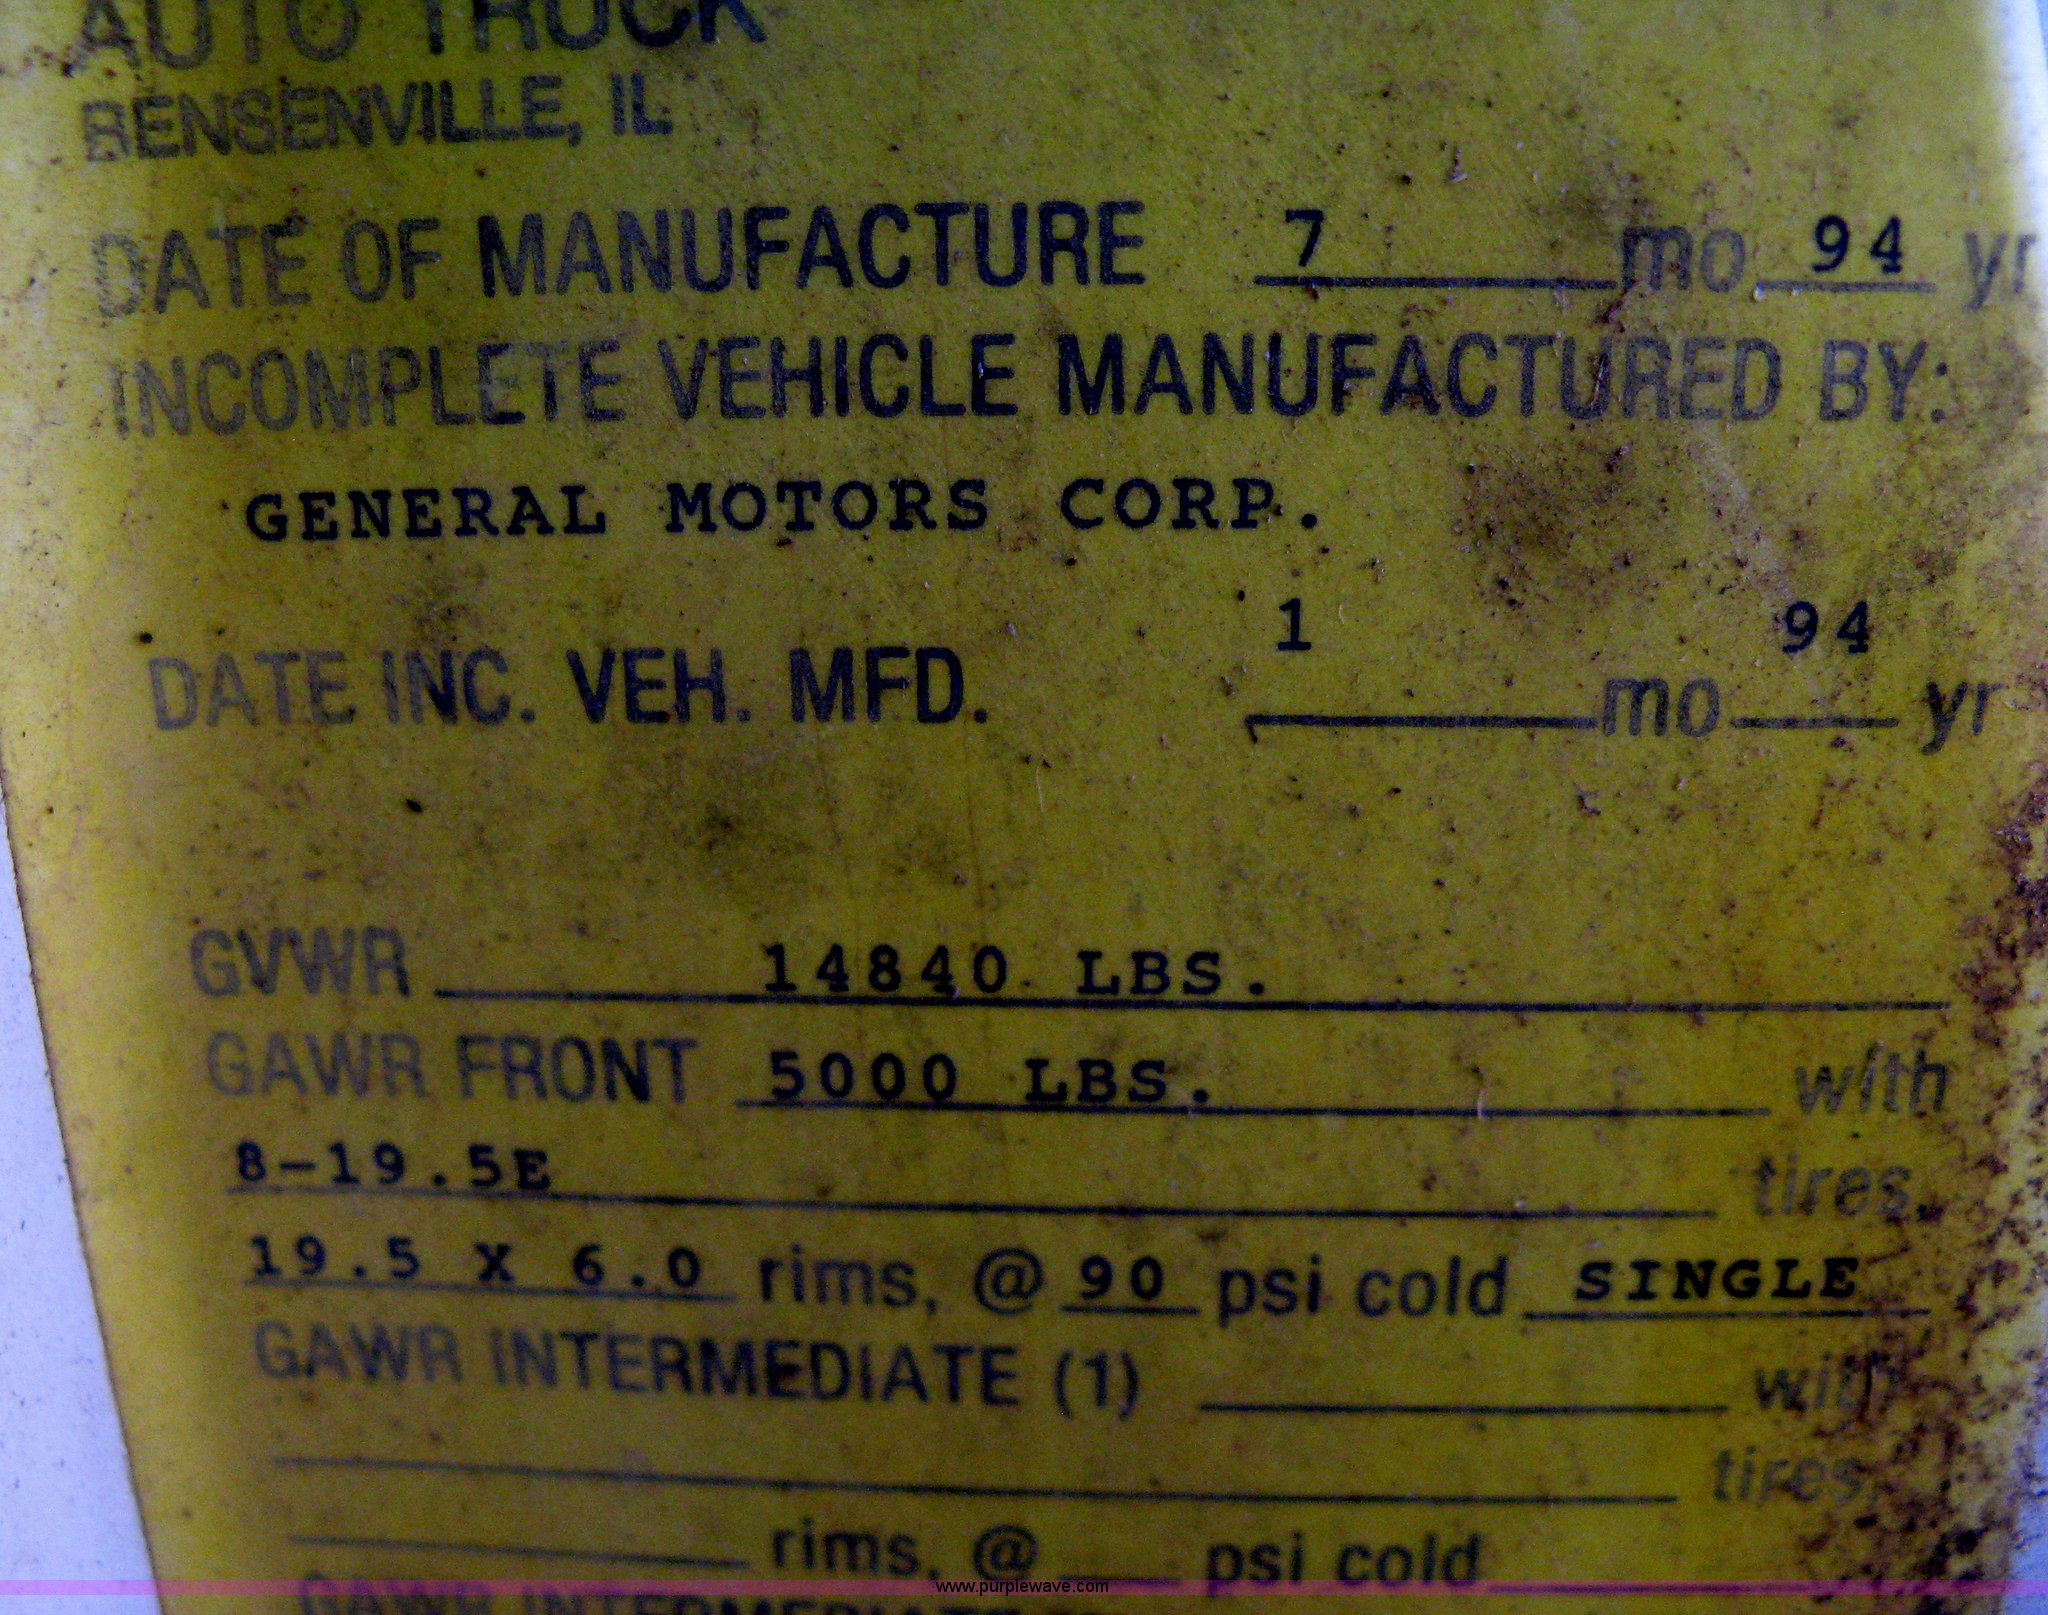 AUTO TRUCK
BENSENVILLE, IL
DATE OF MANUFACTURE 7 mo 94 yr
INCOMPLETE VEHICLE MANUFACTURED BY:
GENERAL MOTORS CORP.
DATE INC. VEH. MFD. 1 mo 94 yr
GVWR 14840 LBS.
GAWR FRONT 5000 LBS. with
8-19.5E tires,
19.5 X 6.0 rims, @ 90 psi cold SINGLE
GAWR INTERMEDIATE (1) with
tires,
rims, @ psi cold
GAWR INTERMEDIATE
www.purplewave.com